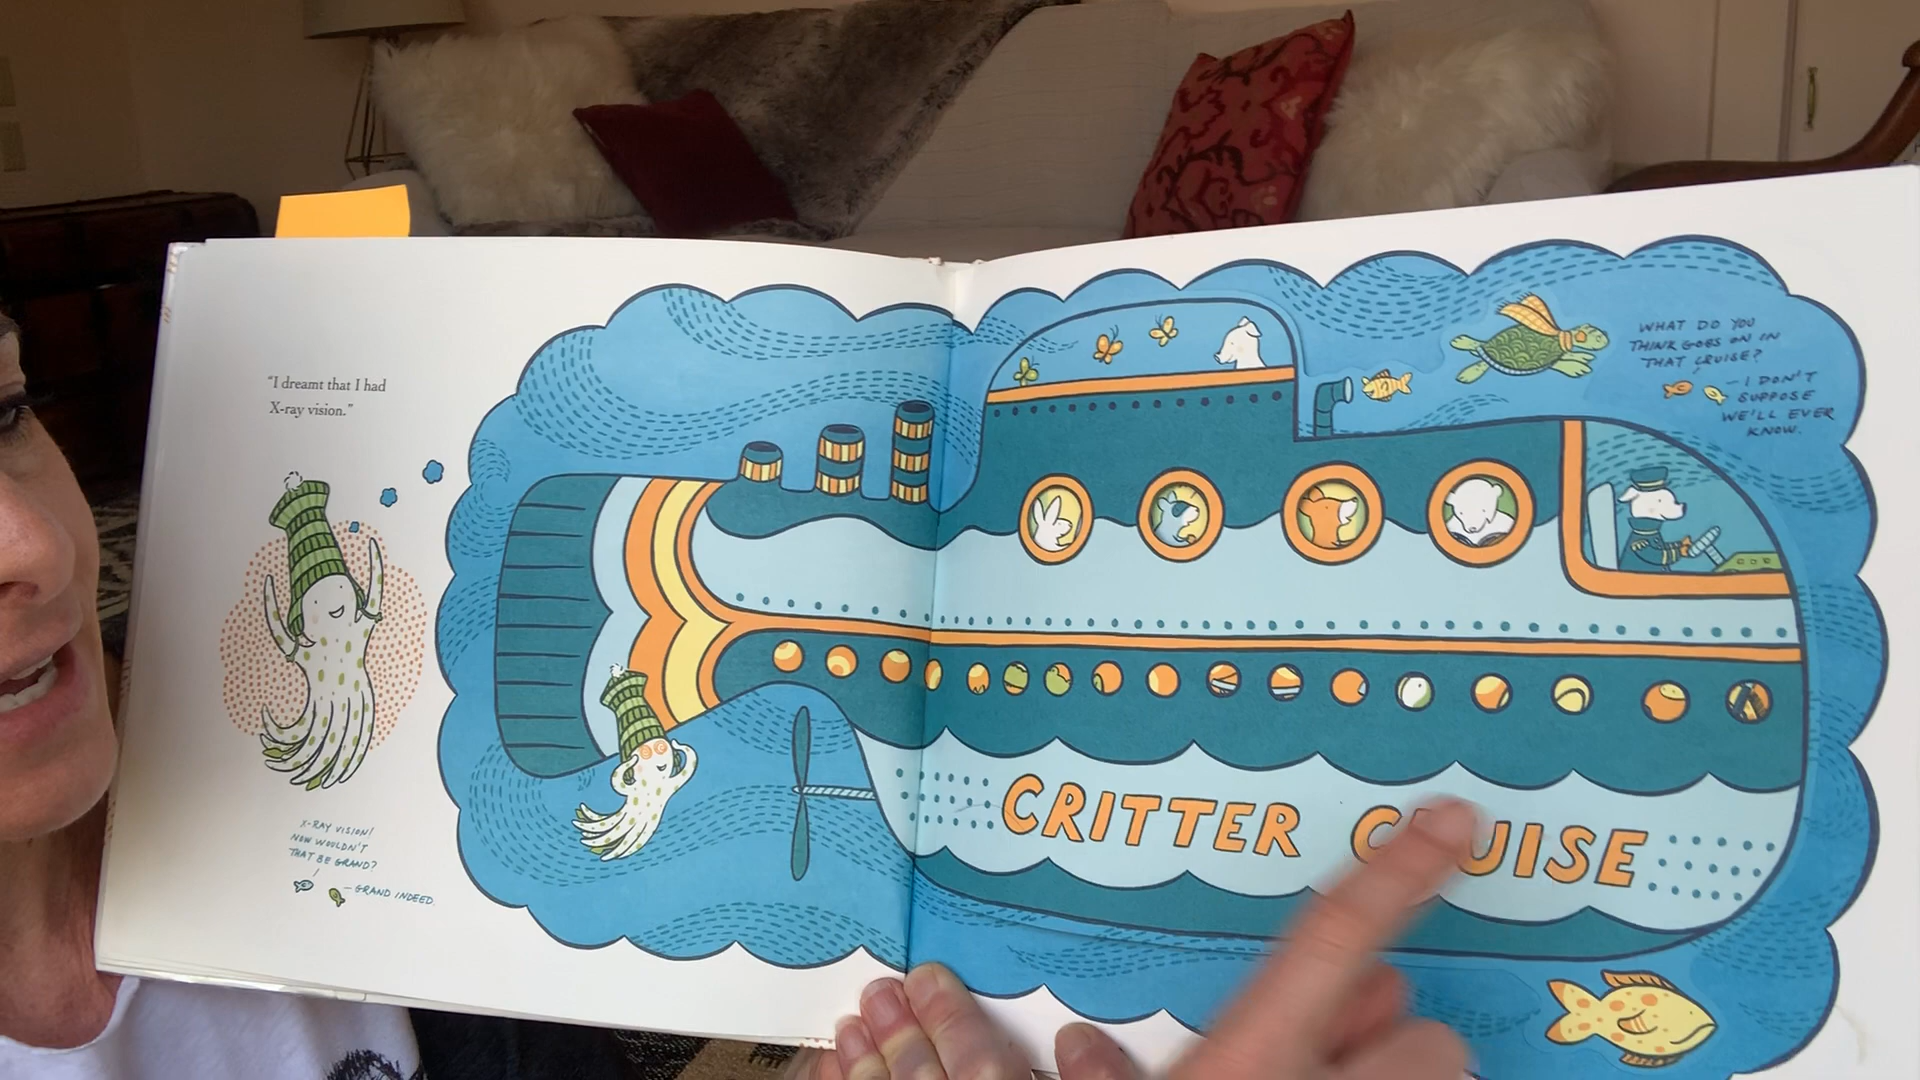 "I dreamt that I had
X-ray vision."
X-RAY VISION!
NOW WOULDN'T
THAT BE GRAND?
— GRAND INDEED.
WHAT DO YOU
THINK GOES ON IN
THAT CRUISE?
— I DON'T
SUPPOSE
WE'LL EVER
KNOW.
CRITTER CRUISE